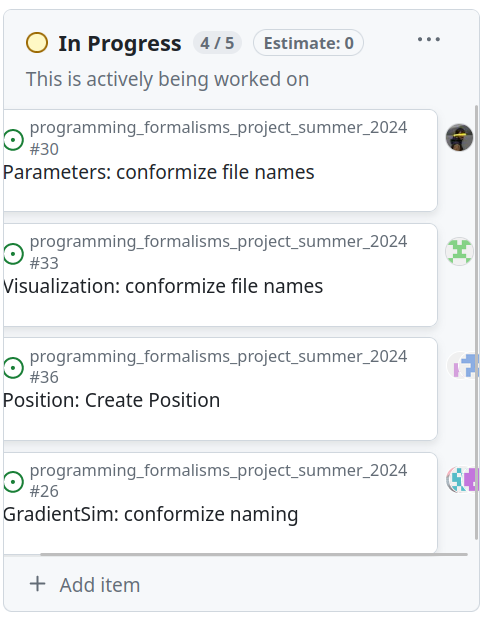 In Progress 4 / 5 Estimate: 0 ...
This is actively being worked on
programming_formalisms_project_summer_2024
#30
Parameters: conformize file names
programming_formalisms_project_summer_2024
#33
Visualization: conformize file names
programming_formalisms_project_summer_2024
#36
Position: Create Position
programming_formalisms_project_summer_2024
#26
GradientSim: conformize naming
+ Add item